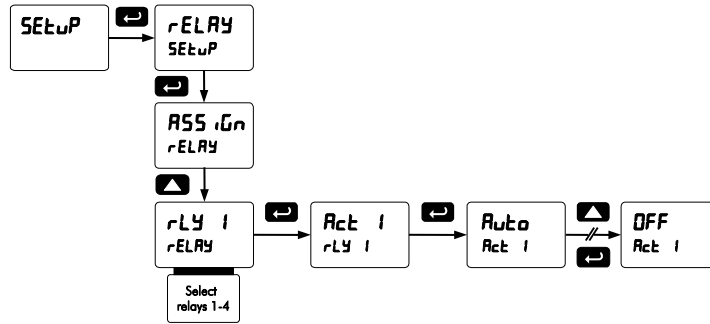 SEtuP
rELAY
SEtuP
ASSiGn
rELAY
rLY 1
rELAY
Act 1
rLY 1
Auto
Act 1
OFF
Act 1
Select
relays 1-4